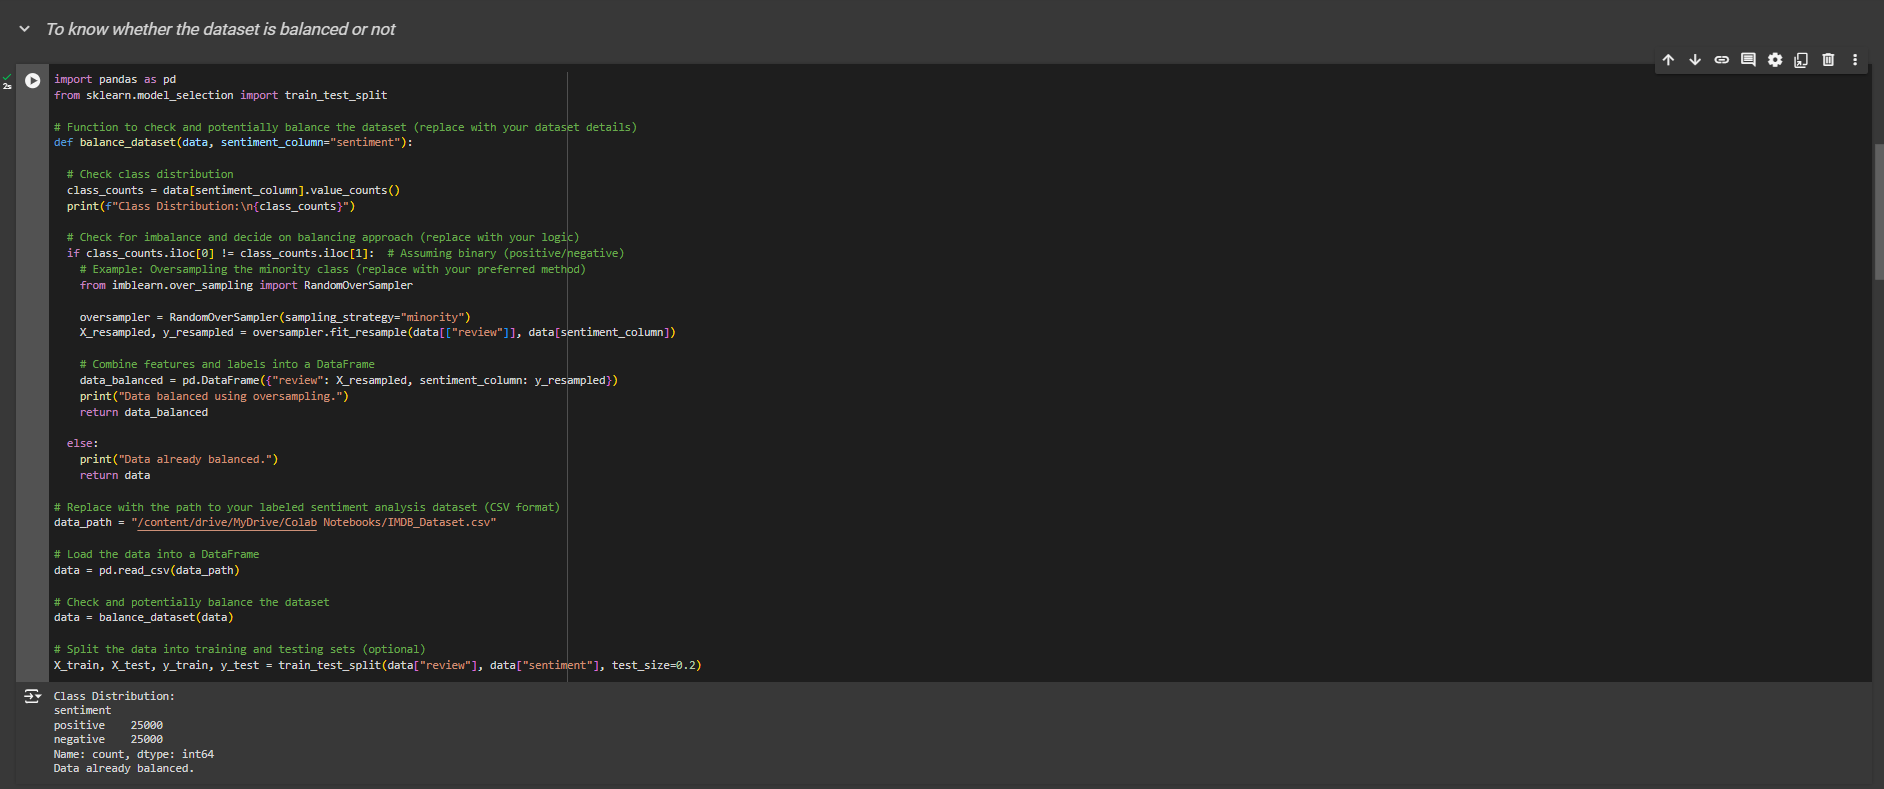 To know whether the dataset is balanced or not
2s
import pandas as pd
from sklearn.model_selection import train_test_split
# Function to check and potentially balance the dataset (replace with your dataset details)
def balance_dataset(data, sentiment_column="sentiment"):
# Check class distribution
class_counts = data[sentiment_column].value_counts()
print(f"Class Distribution:\n{class_counts}")
# Check for imbalance and decide on balancing approach (replace with your logic)
if class_counts.iloc[0] != class_counts.iloc[1]:  # Assuming binary (positive/negative)
# Example: Oversampling the minority class (replace with your preferred method)
from imblearn.over_sampling import RandomOverSampler
oversampler = RandomOverSampler(sampling_strategy="minority")
X_resampled, y_resampled = oversampler.fit_resample(data[["review"]], data[sentiment_column])
# Combine features and labels into a DataFrame
data_balanced = pd.DataFrame({"review": X_resampled, sentiment_column: y_resampled})
print("Data balanced using oversampling.")
return data_balanced
else:
print("Data already balanced.")
return data
# Replace with the path to your labeled sentiment analysis dataset (CSV format)
data_path = "/content/drive/MyDrive/Colab Notebooks/IMDB_Dataset.csv"
# Load the data into a DataFrame
data = pd.read_csv(data_path)
# Check and potentially balance the dataset
data = balance_dataset(data)
# Split the data into training and testing sets (optional)
X_train, X_test, y_train, y_test = train_test_split(data["review"], data["sentiment"], test_size=0.2)
Class Distribution:
sentiment
positive    25000
negative    25000
Name: count, dtype: int64
Data already balanced.